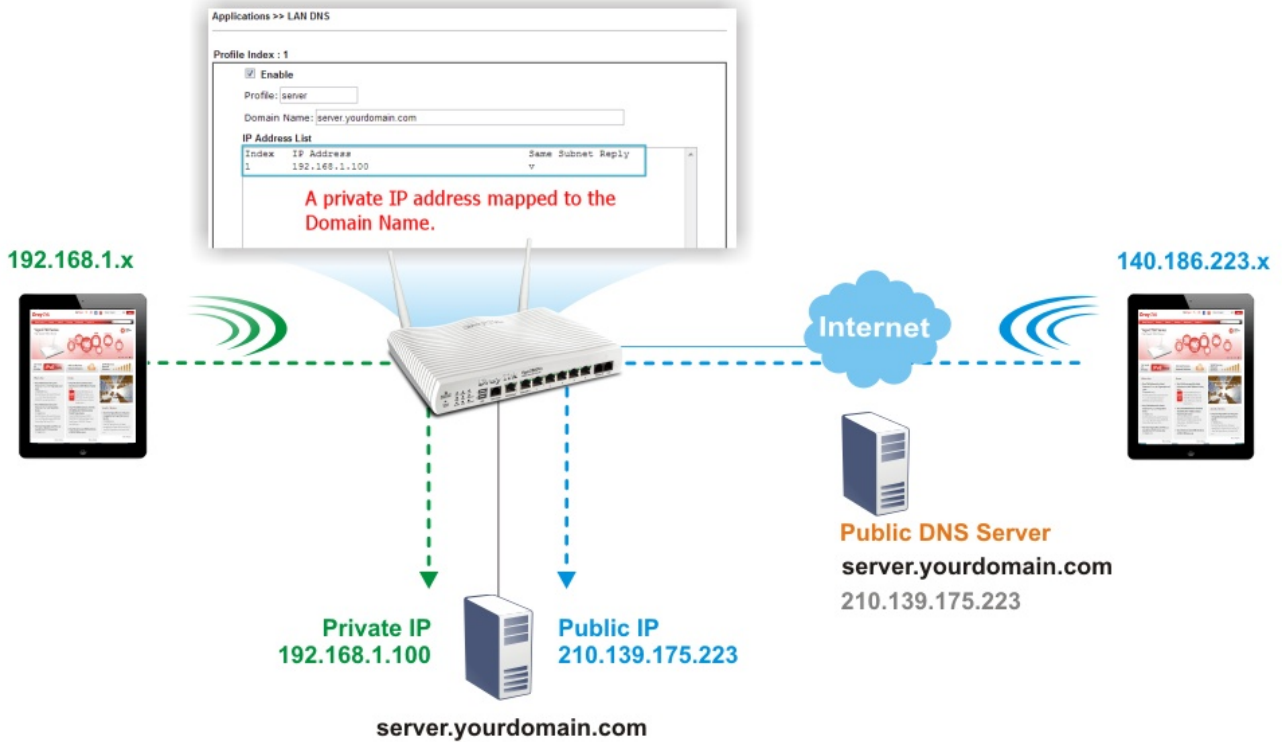 Applications >> LAN DNS
Profile Index : 1
Enable
Profile: server
Domain Name: server.yourdomain.com
IP Address List
Index IP Address Same Subnet Reply
1 192.168.1.100 v
A private IP address mapped to the
Domain Name.
192.168.1.x
140.186.223.x
Internet
Public DNS Server
server.yourdomain.com
210.139.175.223
Private IP
192.168.1.100
Public IP
210.139.175.223
server.yourdomain.com